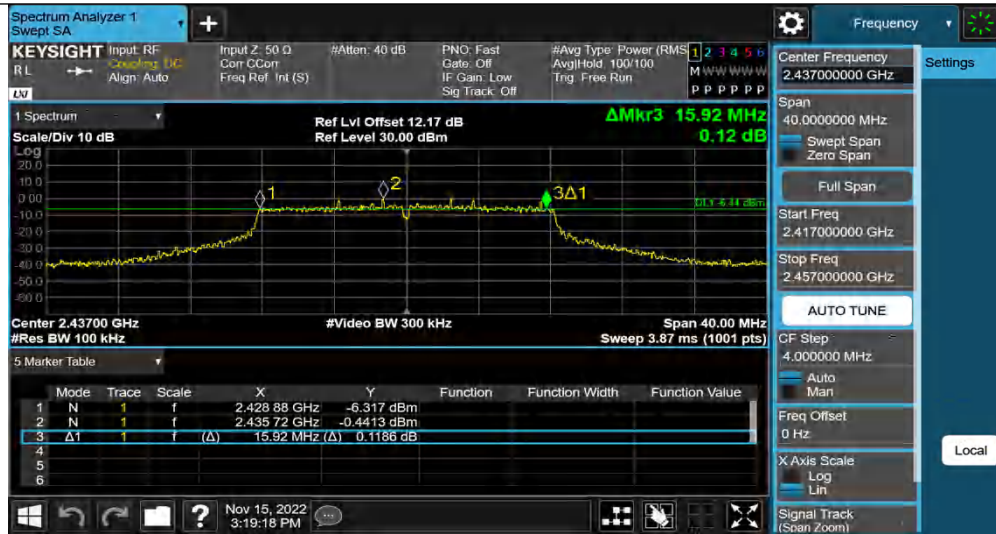 Spectrum Analyzer 1
Swept SA
+
Frequency
KEYSIGHT
RL
LXI
Input: RF
Coupling: DC
Align: Auto
Input Z: 50 Ω
Corr CCorr
Freq Ref: Int (S)
#Atten: 40 dB
PNO: Fast
Gate: Off
IF Gain: Low
Sig Track: Off
#Avg Type: Power (RMS
Avg|Hold: 100/100
Trig: Free Run
1 2 3 4 5 6
M W W W W W
P P P P P P
1 Spectrum
Scale/Div 10 dB
Ref Lvl Offset 12.17 dB
Ref Level 30.00 dBm
ΔMkr3 15.92 MHz
0.12 dB
Log
20.0
10.0
0.00
-10.0
-20.0
-30.0
-40.0
-50.0
-60.0
1
2
3Δ1
DL1 -6.44 dBm
Center 2.43700 GHz
#Video BW 300 kHz
Span 40.00 MHz
#Res BW 100 kHz
Sweep 3.87 ms (1001 pts)
5 Marker Table
Mode Trace Scale X Y Function Function Width Function Value
1 N 1 f 2.428 88 GHz -6.317 dBm
2 N 1 f 2.435 72 GHz -0.4413 dBm
3 Δ1 1 f (Δ) 15.92 MHz (Δ) 0.1186 dB
4
5
6
?
Nov 15, 2022
3:19:18 PM
Center Frequency
2.437000000 GHz
Span
40.0000000 MHz
Swept Span
Zero Span
Full Span
Start Freq
2.417000000 GHz
Stop Freq
2.457000000 GHz
AUTO TUNE
CF Step
4.000000 MHz
Auto
Man
Freq Offset
0 Hz
X Axis Scale
Log
Lin
Signal Track
(Span Zoom)
Settings
Local